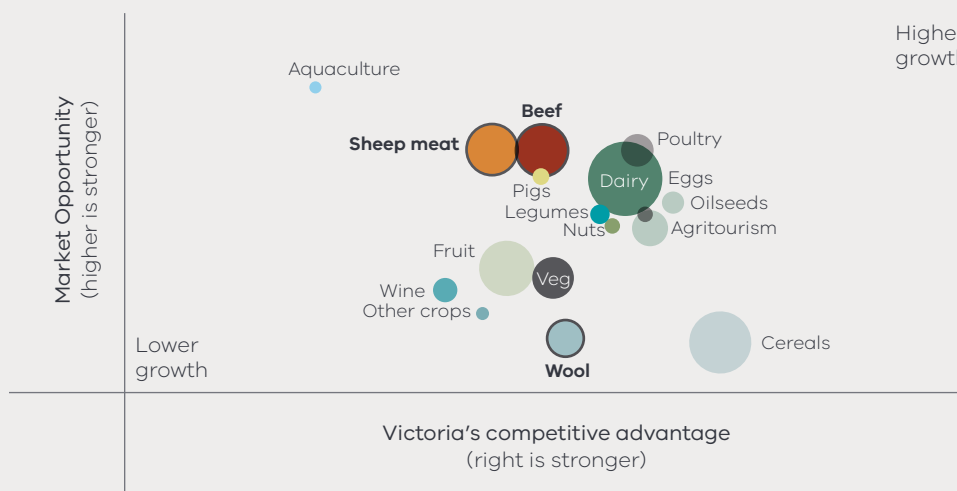 Highe
growth
Aquaculture
Beef
Sheep meat
Poultry
Dairy
Eggs
Pigs
Oilseeds
Legumes
Nuts
Agritourism
Fruit
Veg
Wine
Other crops
Cereals
Lower
growth
Wool
Market Opportunity
(higher is stronger)
Victoria's competitive advantage
(right is stronger)